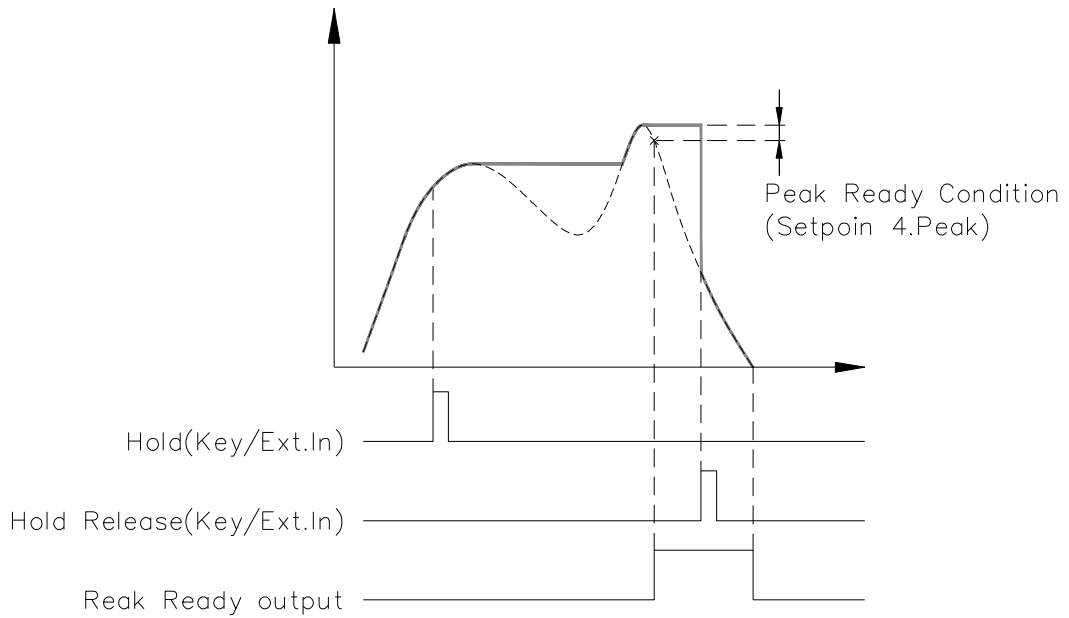 Peak Ready Condition
(Setpoin 4.Peak)
Hold(Key/Ext.In)
Hold Release(Key/Ext.In)
Reak Ready output